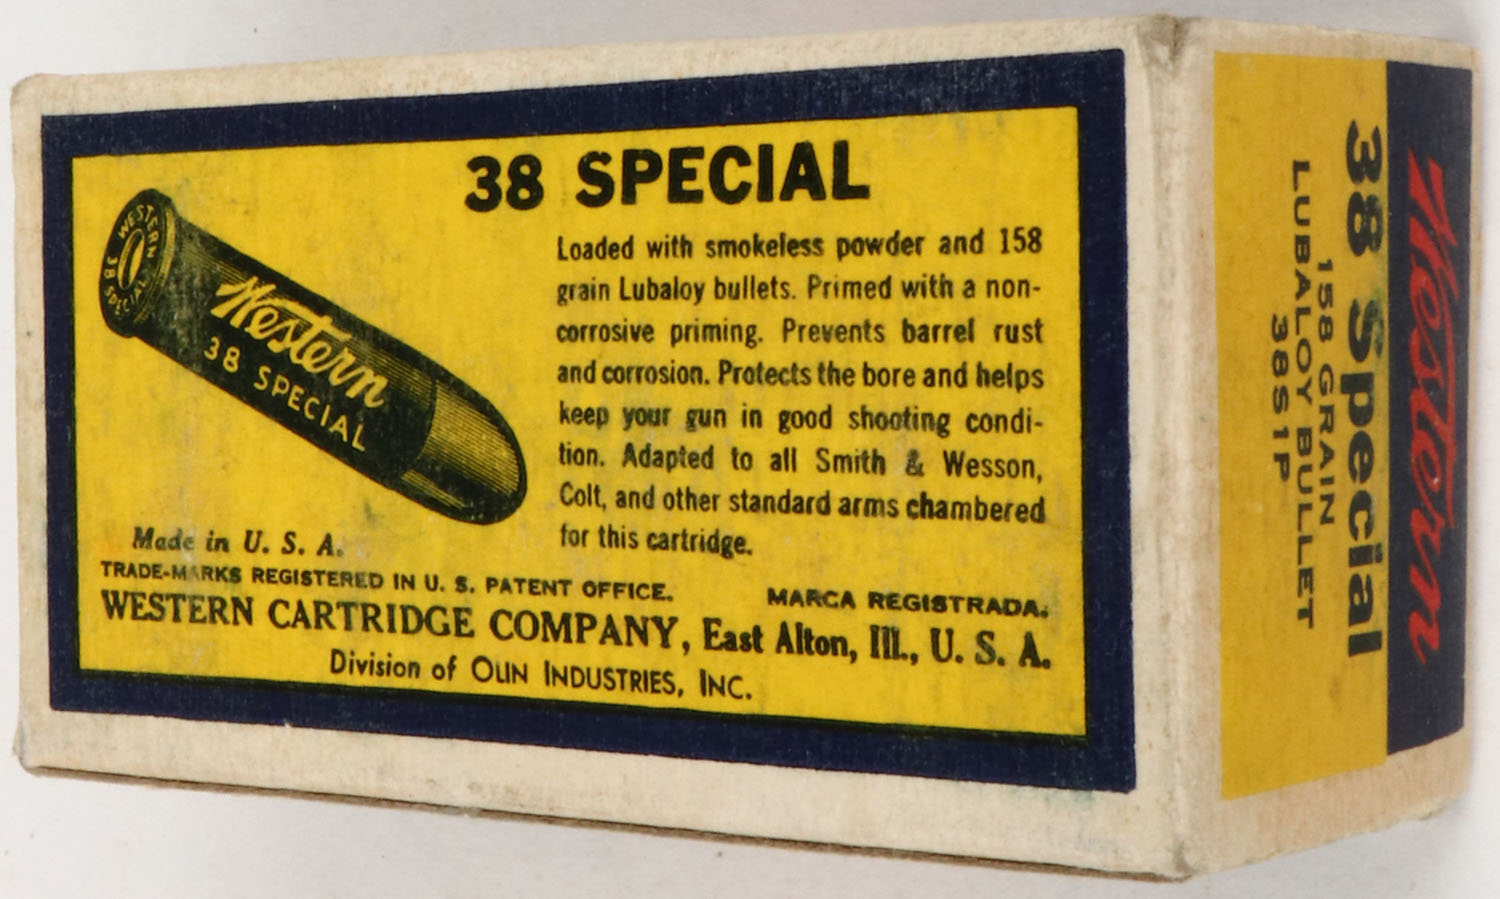 38 SPECIAL
WESTERN
38 SPECIAL
Western
38 SPECIAL
Loaded with smokeless powder and 158
grain Lubaloy bullets. Primed with a non-
corrosive priming. Prevents barrel rust
and corrosion. Protects the bore and helps
keep your gun in good shooting condi-
tion. Adapted to all Smith & Wesson,
Colt, and other standard arms chambered
for this cartridge.
Made in U. S. A.
TRADE-MARKS REGISTERED IN U. S. PATENT OFFICE.
MARCA REGISTRADA.
WESTERN CARTRIDGE COMPANY, East Alton, Ill., U. S. A.
Division of OLIN INDUSTRIES, INC.
Western
38 Special
158 GRAIN
LUBALOY BULLET
38S1P